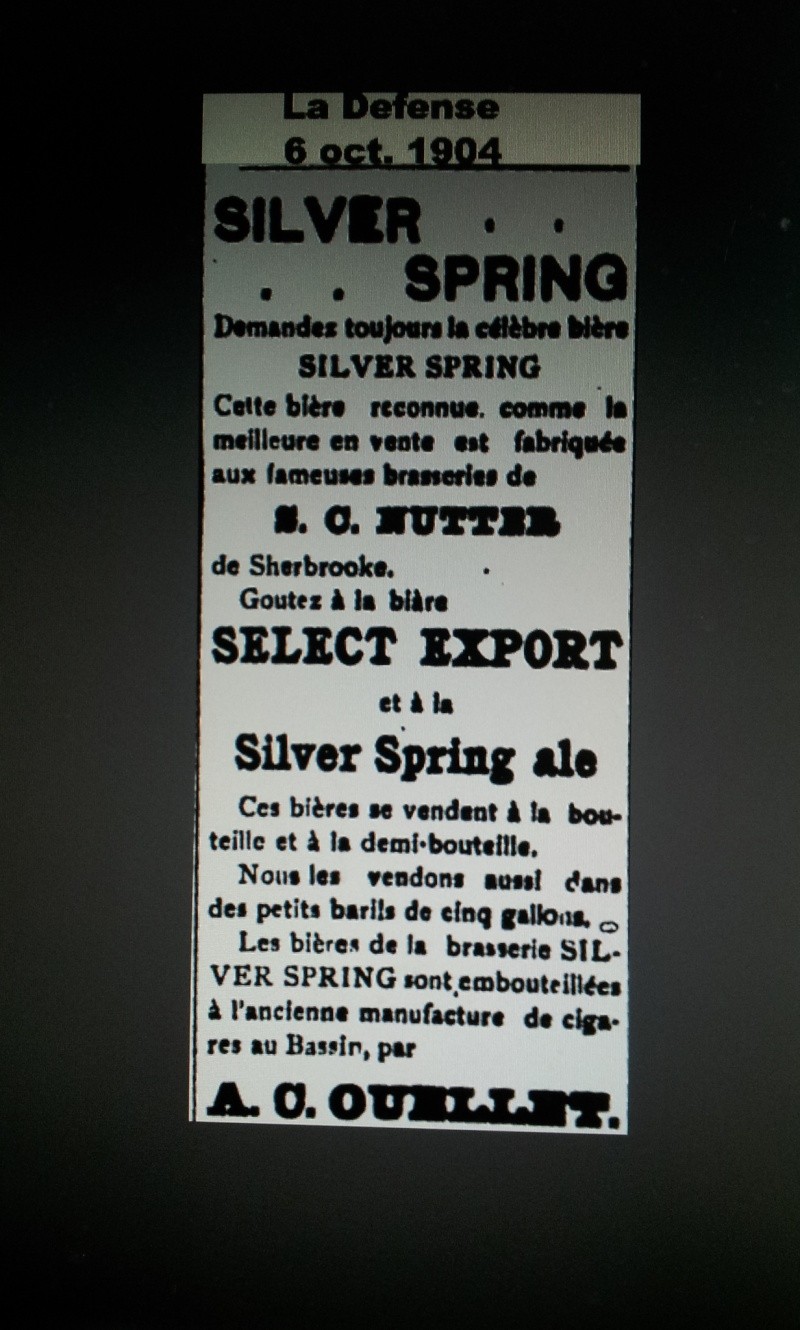 La Defense
6 oct. 1904
SILVER . .
. . SPRING
Demandez toujours la célèbre bière
SILVER SPRING
Cette bière reconnue. comme la
meilleure en vente est fabriquée
aux fameuses brasseries de
S. C. NUTTER
de Sherbrooke.
Goutez à la bière
SELECT EXPORT
et à la
Silver Spring ale
Ces bières se vendent à la bou-
teille et à la demi-bouteille.
Nous les vendons aussi dans
des petits barils de cinq gallons.
Les bières de la brasserie SIL-
VER SPRING sont embouteillées
à l'ancienne manufacture de ciga-
res au Bassin, par
A. C. OUELLET.